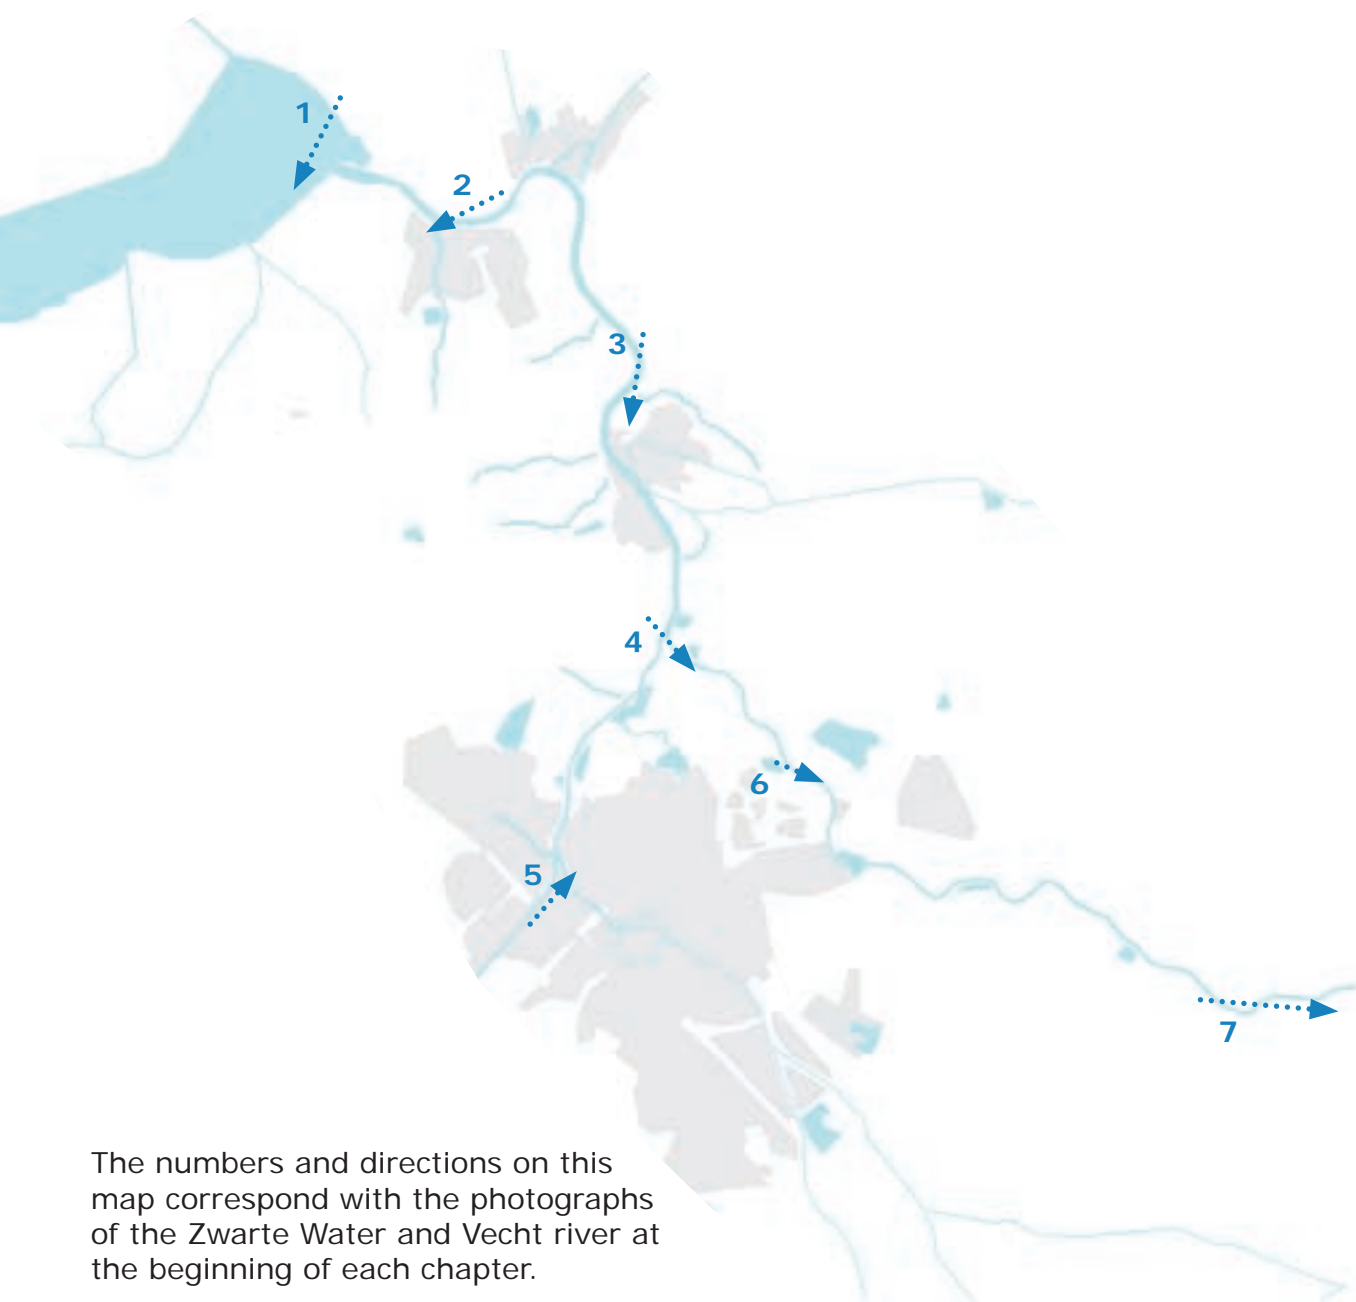 1
2
3
4
6
5
7
The numbers and directions on this
map correspond with the photographs
of the Zwarte Water and Vecht river at
the beginning of each chapter.